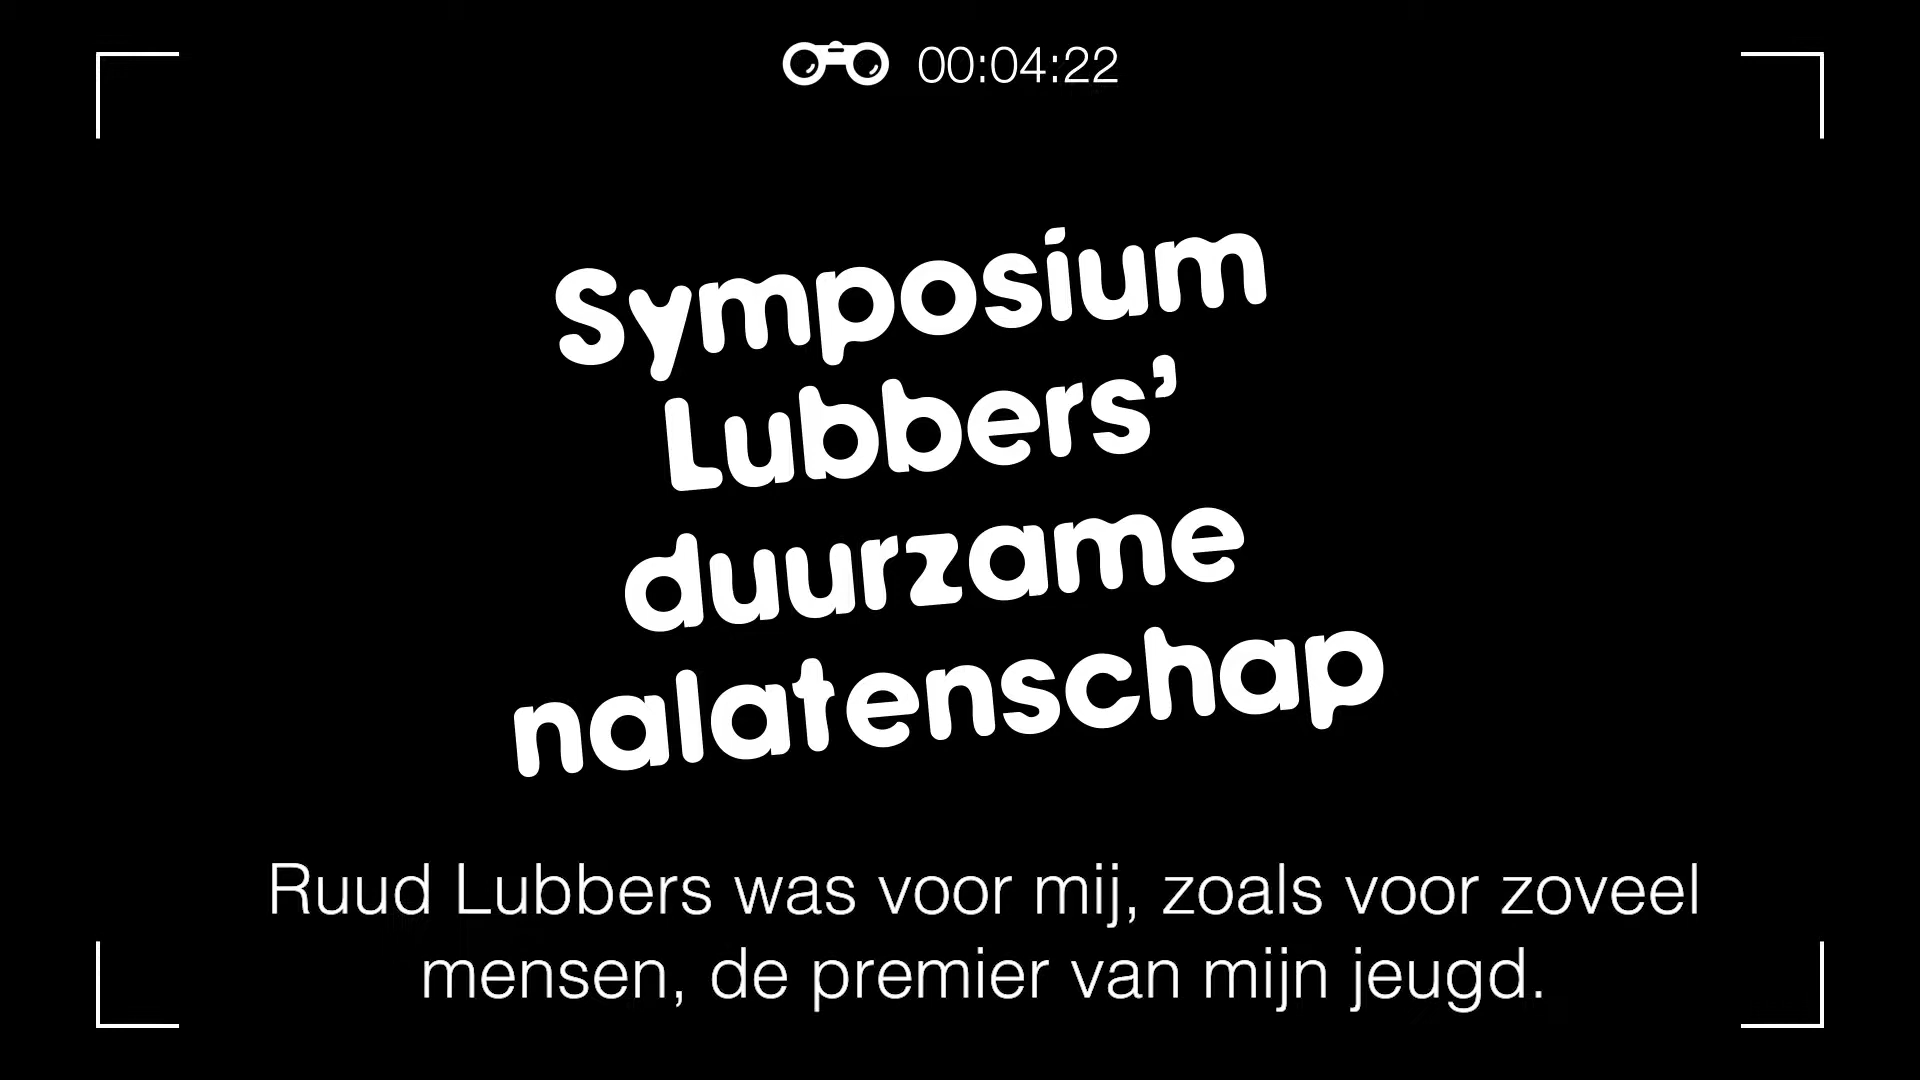 00:04:22
Symposium
Lubbers’
duurzame
nalatenschap
Ruud Lubbers was voor mij, zoals voor zoveel
mensen, de premier van mijn jeugd.